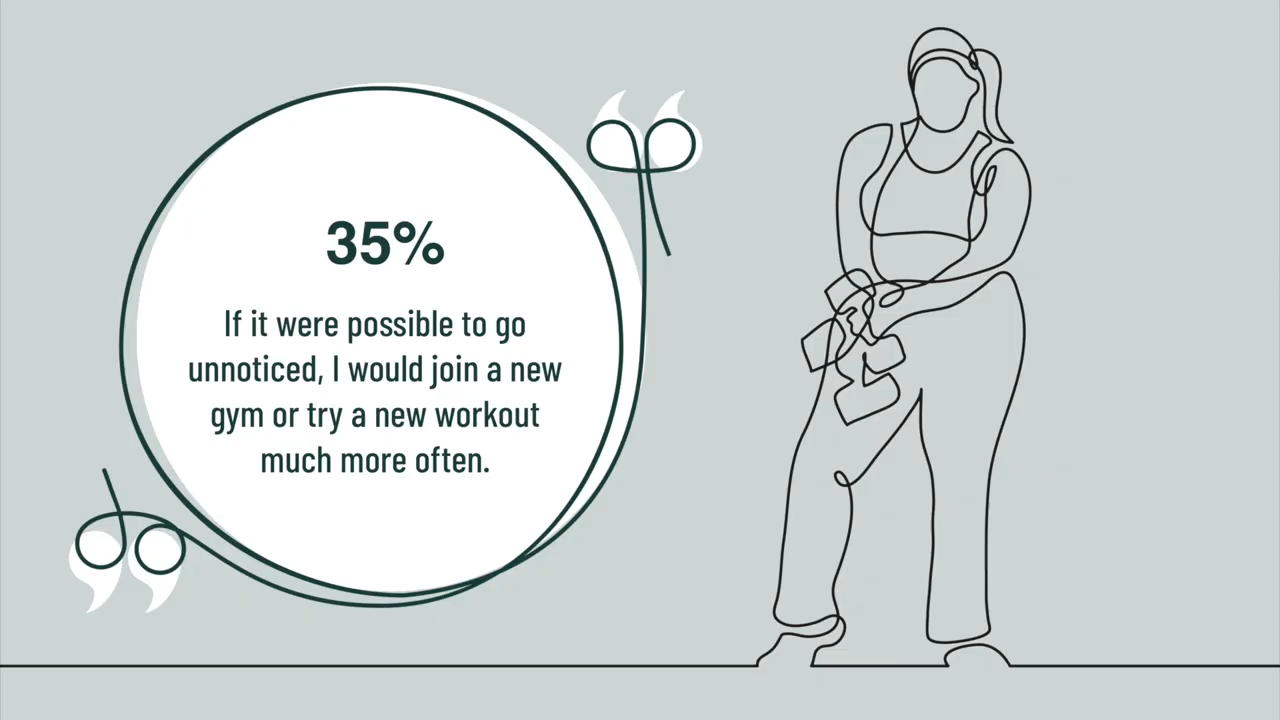 35%
If it were possible to go
unnoticed, I would join a new
gym or try a new workout
much more often.